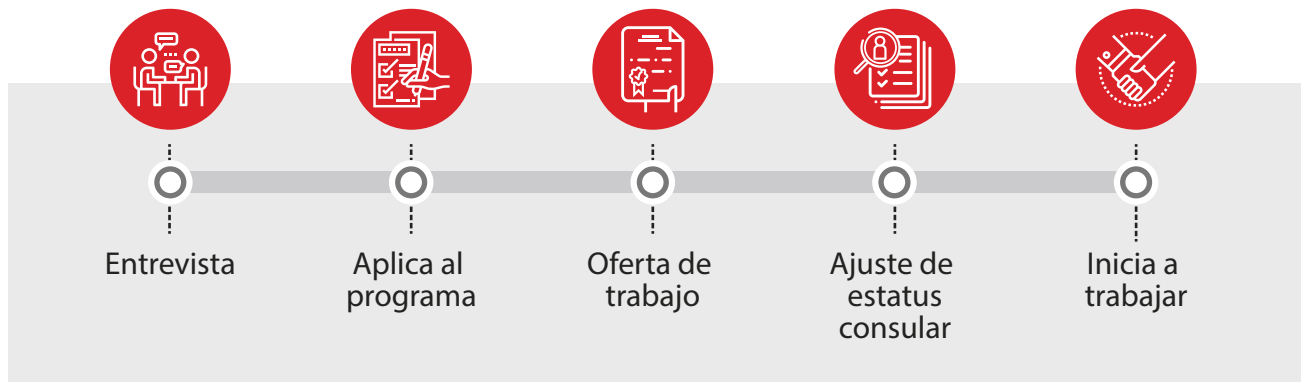 Entrevista
Aplica al
programa
Oferta de
trabajo
Ajuste de
estatus
consular
Inicia a
trabajar